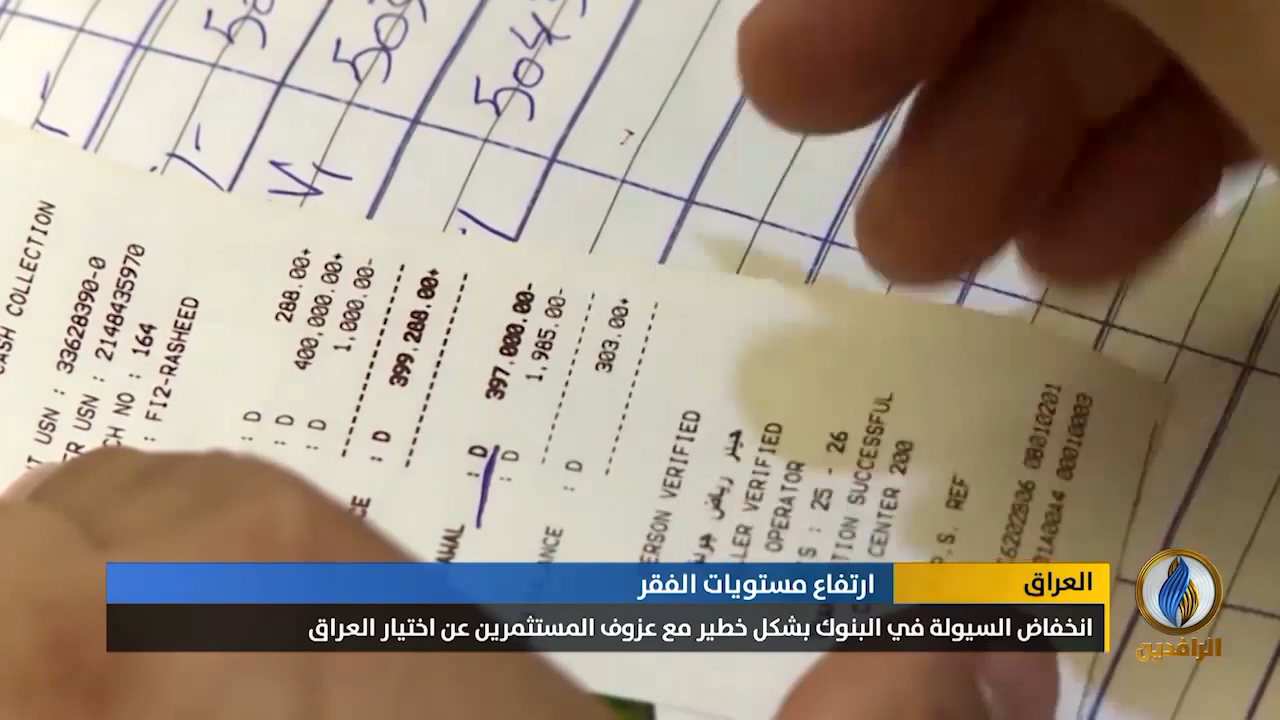 CASH COLLECTION
USN : 33628390-0
USN : 2148435970
NO : 164
: FI2-RASHEED
: D 288.00+
: D 400,000.00+
: D 1,000.00-
: D 399,288.00+
: D 397,000.00-
: D 1,985.00-
: D 303.00+
VERIFIED
رياض
VERIFIED
OPERATOR
: 25 - 26
SUCCESSFUL
CENTER 200
REF
العراق
ارتفاع مستويات الفقر
انخفاض السيولة في البنوك بشكل خطير مع عزوف المستثمرين عن اختيار العراق
الرافدين